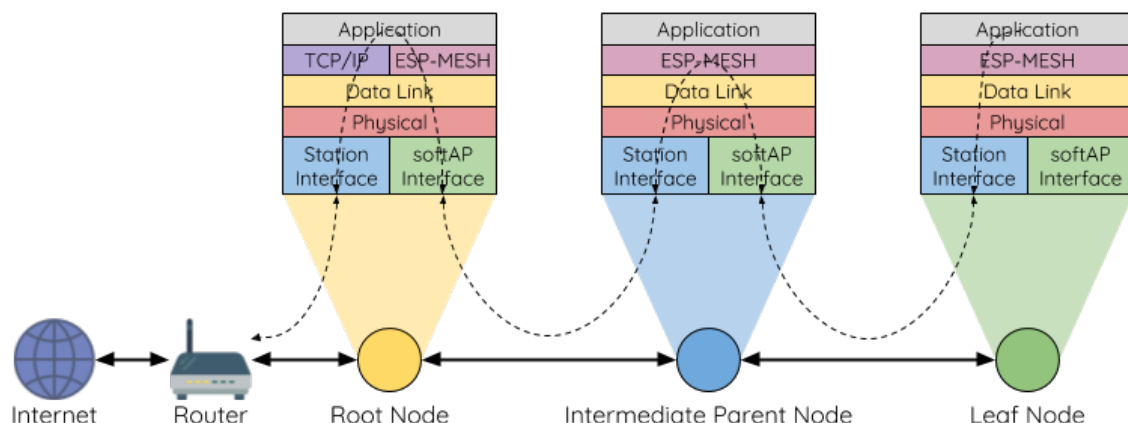 Application
TCP/IP
ESP-MESH
Data Link
Physical
Station
Interface
softAP
Interface
Application
ESP-MESH
Data Link
Physical
Station
Interface
softAP
Interface
Application
ESP-MESH
Data Link
Physical
Station
Interface
softAP
Interface
Internet
Router
Root Node
Intermediate Parent Node
Leaf Node